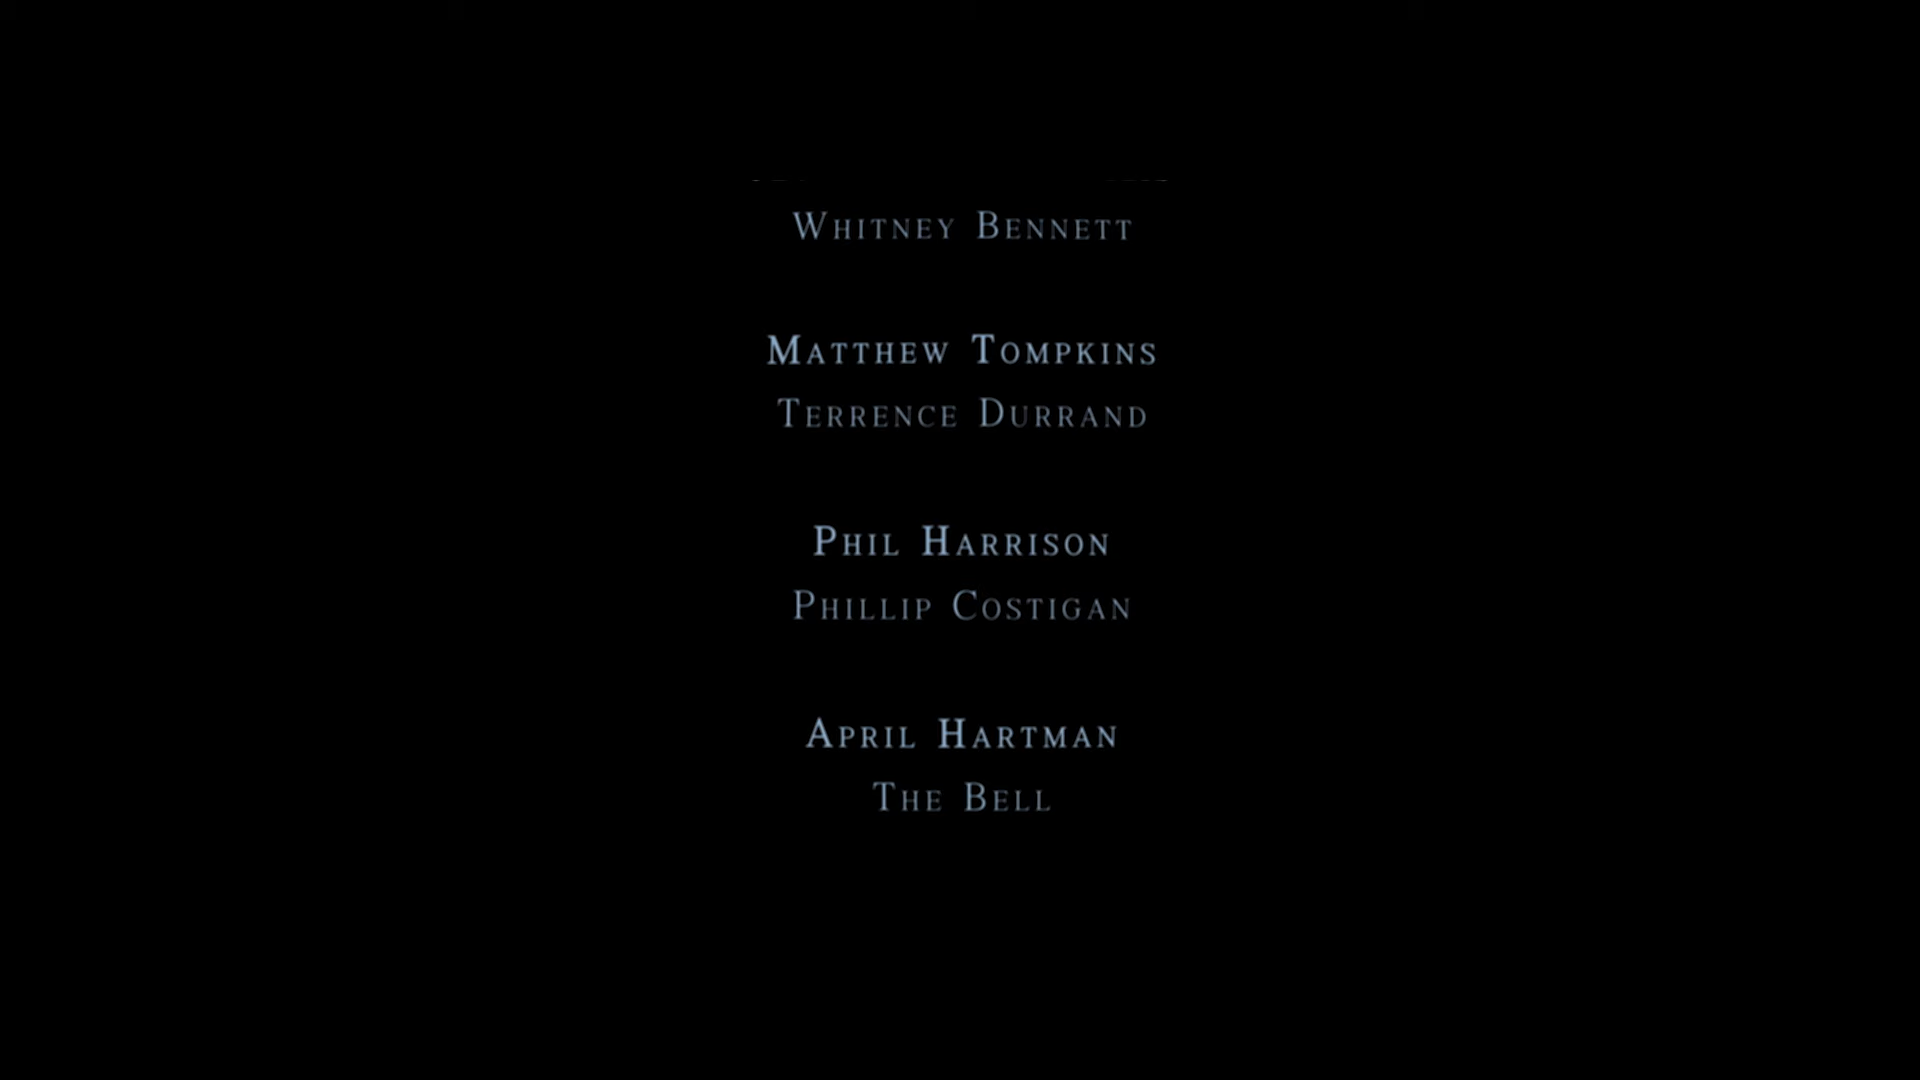 Whitney Bennett
Matthew Tompkins
Terrence Durrand
Phil Harrison
Phillip Costigan
April Hartman
The Bell